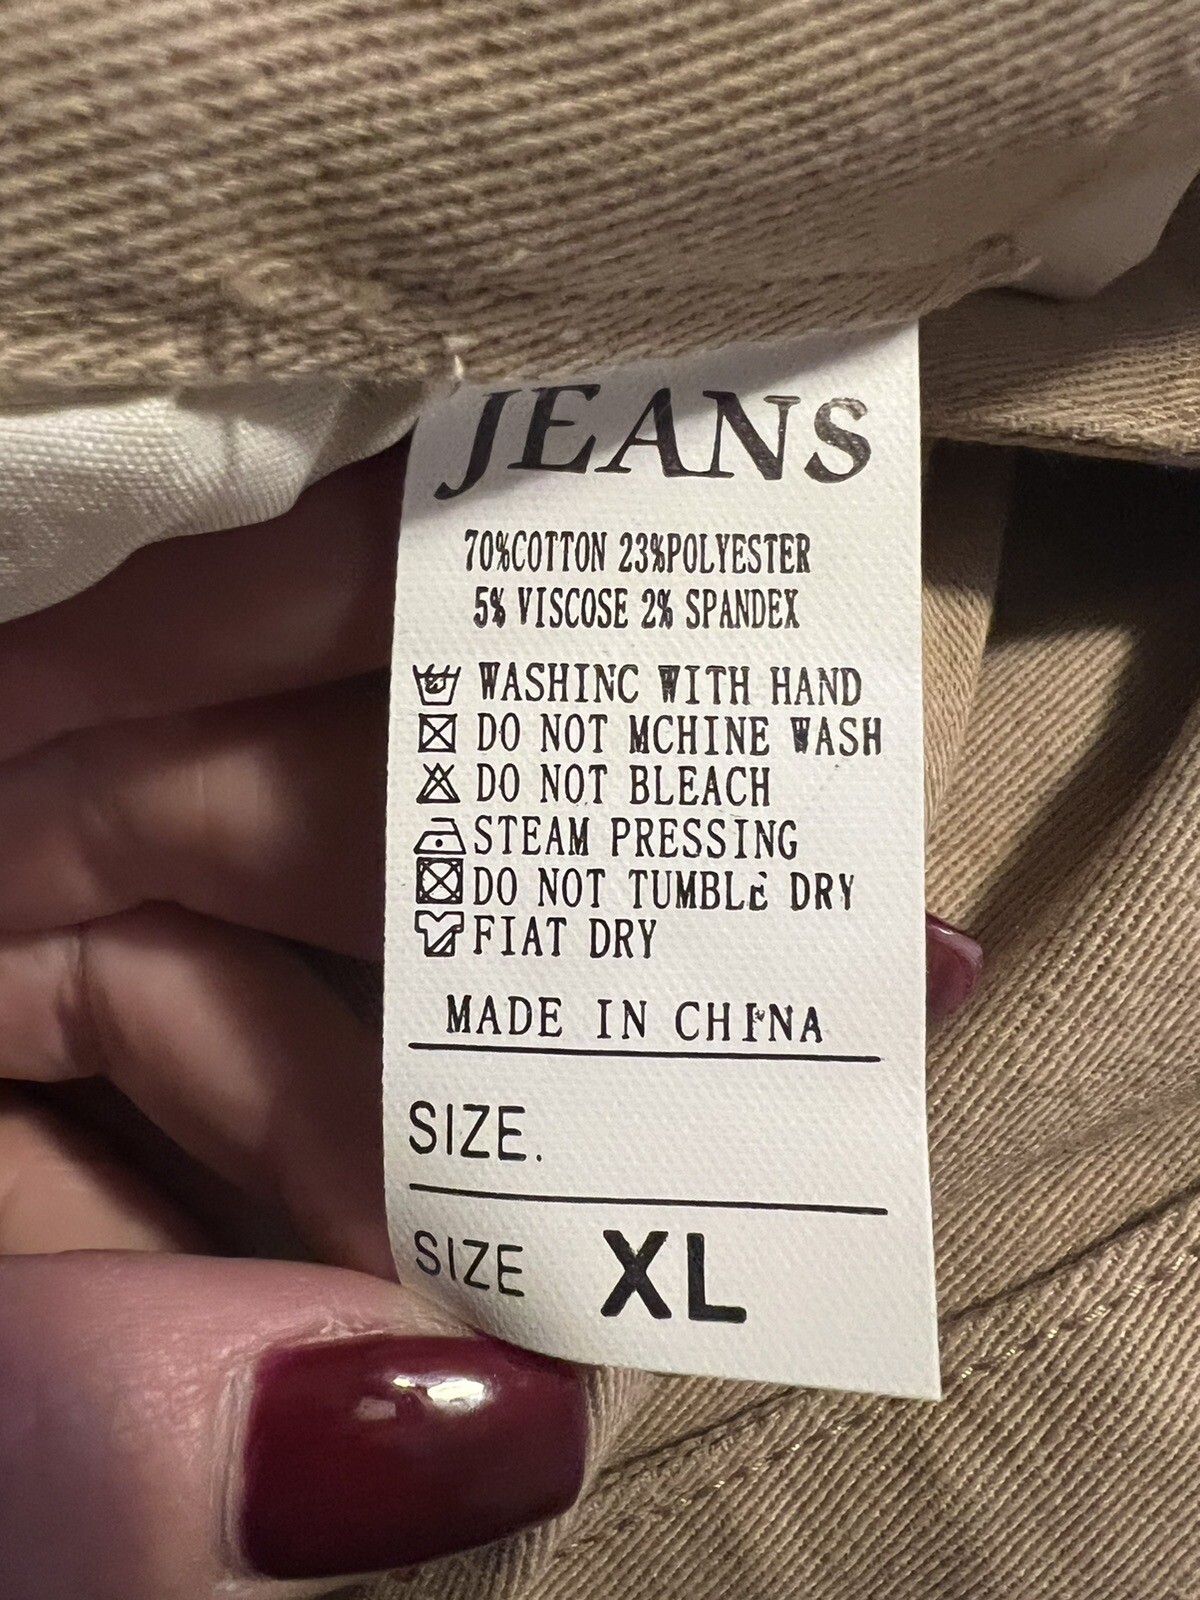 JEANS
70%COTTON 23%POLYESTER
5% VISCOSE 2% SPANDEX
WASHINC WITH HAND
DO NOT MCHINE WASH
DO NOT BLEACH
STEAM PRESSING
DO NOT TUMBLE DRY
FIAT DRY
MADE IN CHINA
SIZE.
SIZE XL